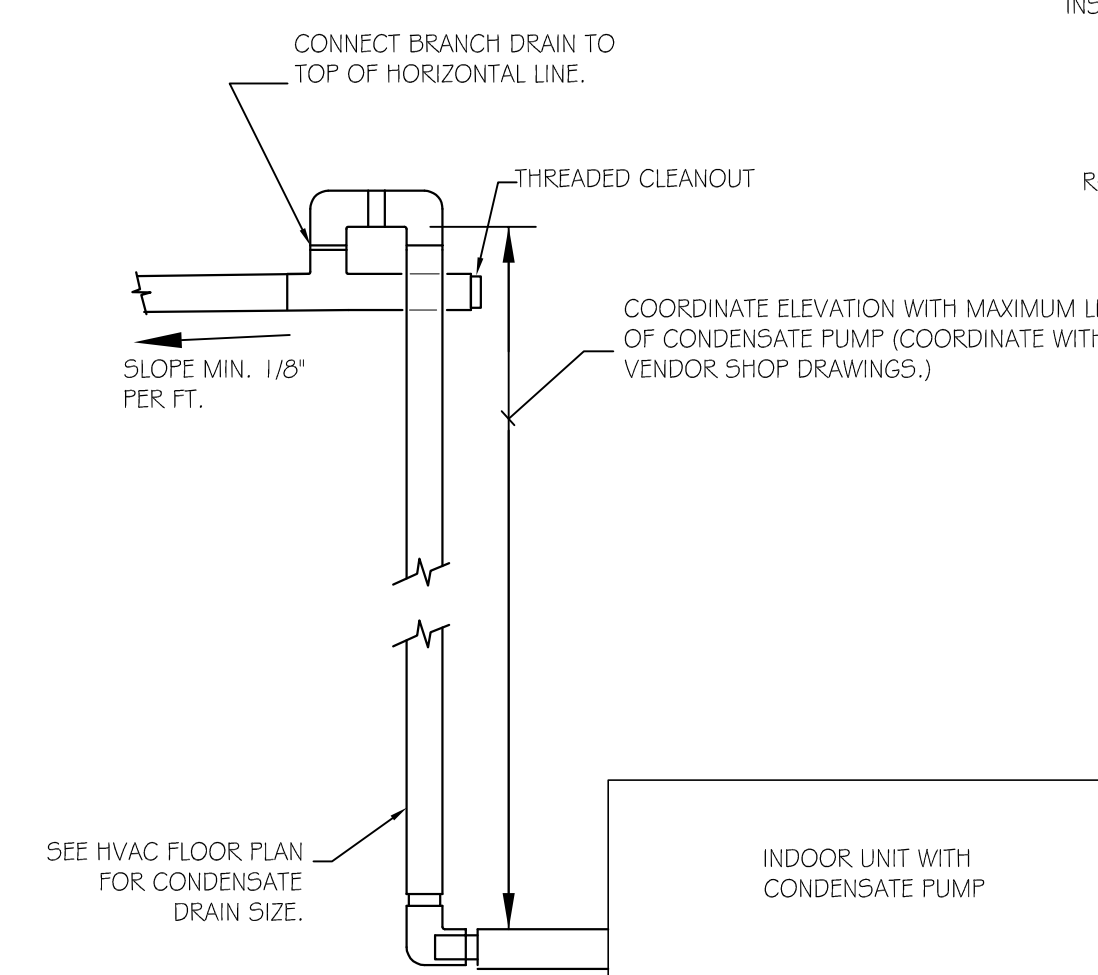 CONNECT BRANCH DRAIN TO
TOP OF HORIZONTAL LINE.
THREADED CLEANOUT
COORDINATE ELEVATION WITH MAXIMUM
OF CONDENSATE PUMP (COORDINATE WITH
VENDOR SHOP DRAWINGS.)
SLOPE MIN. 1/8"
PER FT.
SEE HVAC FLOOR PLAN
FOR CONDENSATE
DRAIN SIZE.
INDOOR UNIT WITH
CONDENSATE PUMP